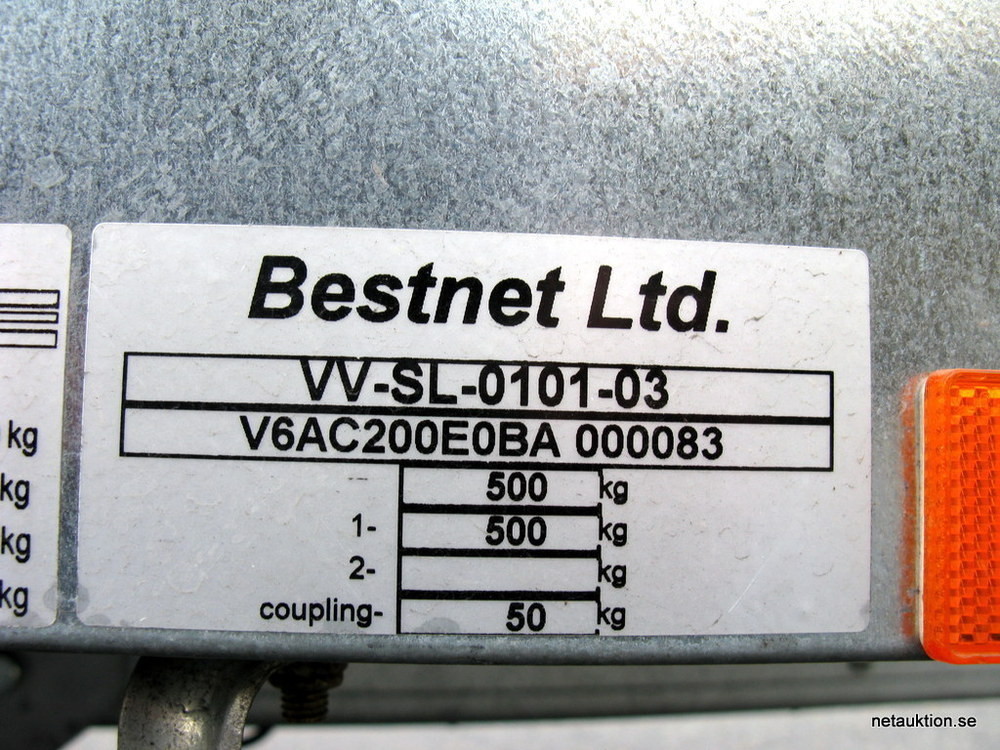 Bestnet Ltd.
VV-SL-0101-03
V6AC200E0BA 000083
-- 500 kg
1- 500 kg
2- kg
coupling- 50 kg
kg
kg
kg
kg
netauktion.se